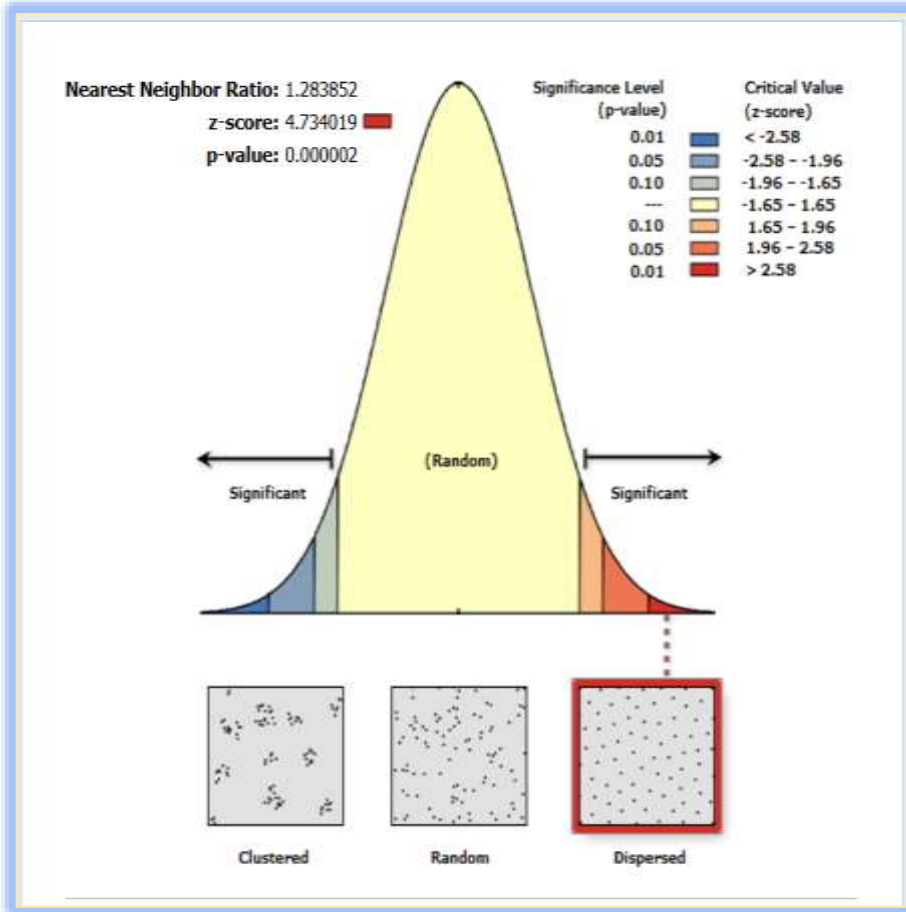 Nearest Neighbor Ratio: 1.283852
z-score: 4.734019
p-value: 0.000002
Significance Level
(p-value)
Critical Value
(z-score)
0.01 < -2.58
0.05 -2.58 - -1.96
0.10 -1.96 - -1.65
--- -1.65 - 1.65
0.10 1.65 - 1.96
0.05 1.96 - 2.58
0.01 > 2.58
(Random)
Significant
Significant
Clustered
Random
Dispersed